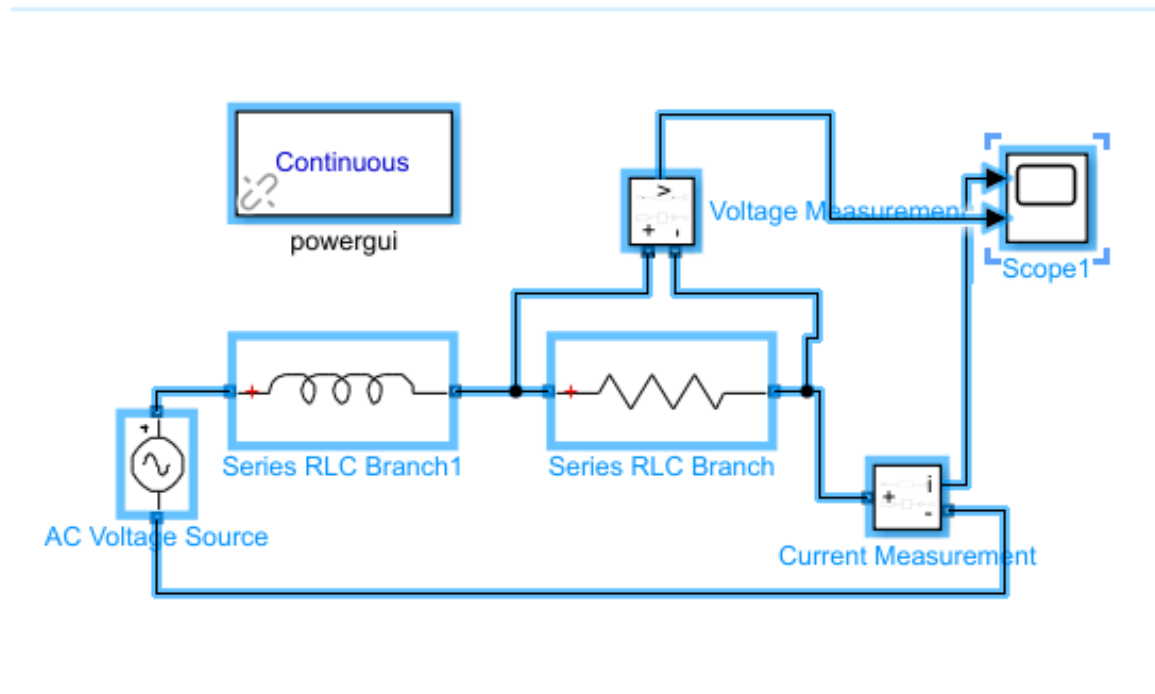 Continuous
powergui
v
+ -
Voltage Measurement
Scope1
+
+
Series RLC Branch1
Series RLC Branch
+
AC Voltage Source
i
+
-
Current Measurement